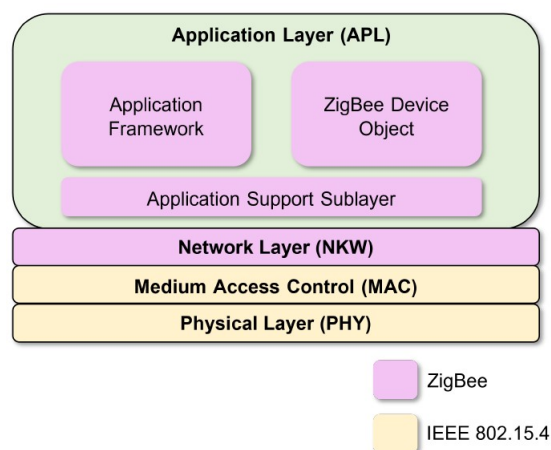 Application Layer (APL)
Application
Framework
ZigBee Device
Object
Application Support Sublayer
Network Layer (NKW)
Medium Access Control (MAC)
Physical Layer (PHY)
ZigBee
IEEE 802.15.4